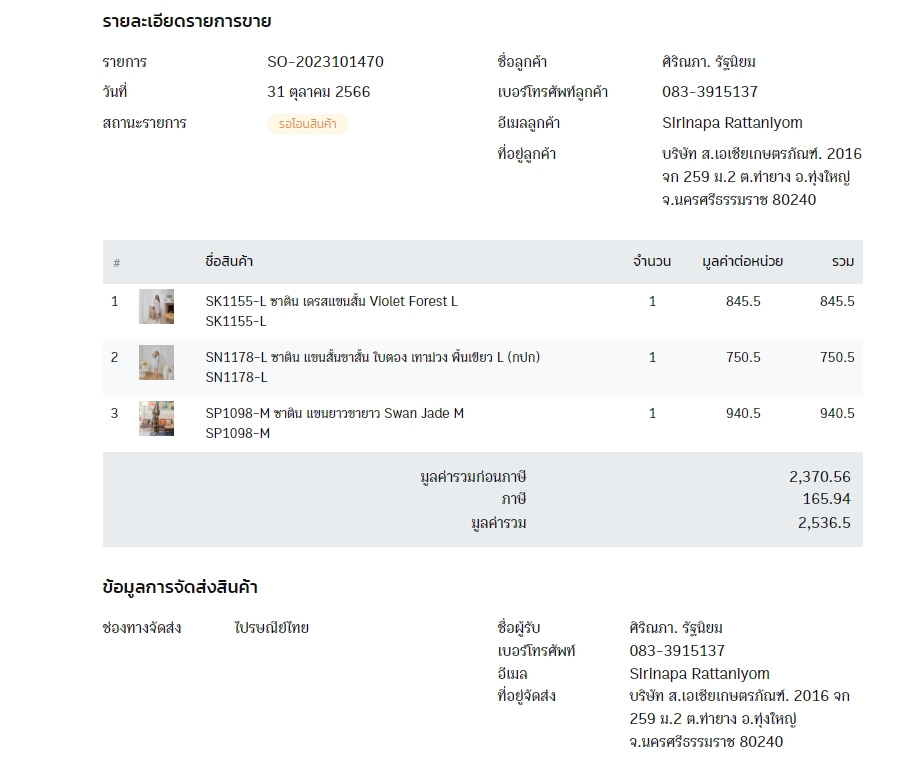 รายละเอียดรายการขาย
รายการ SO-2023101470
วันที่ 31 ตุลาคม 2566
สถานะรายการ รอโอนสินค้า
ชื่อลูกค้า ศิริณภา. รัฐนิยม
เบอร์โทรศัพท์ลูกค้า 083-3915137
อีเมลลูกค้า Sirinapa Rattaniyom
ที่อยู่ลูกค้า บริษัท ส.เอเชียเกษตรภัณฑ์. 2016
จก 259 ม.2 ต.ท่ายาง อ.ทุ่งใหญ่
จ.นครศรีธรรมราช 80240
# ชื่อสินค้า จำนวน มูลค่าต่อหน่วย รวม
1 SK1155-L ซาติน เดรสแขนสั้น Violet Forest L 1 845.5 845.5
SK1155-L
2 SN1178-L ซาติน แขนสั้นขาสั้น ใบตอง เทาม่วง พื้นเขียว L (กปก) 1 750.5 750.5
SN1178-L
3 SP1098-M ซาติน แขนยาวขายาว Swan Jade M 1 940.5 940.5
SP1098-M
มูลค่ารวมก่อนภาษี 2,370.56
ภาษี 165.94
มูลค่ารวม 2,536.5
ข้อมูลการจัดส่งสินค้า
ช่องทางจัดส่ง ไปรษณีย์ไทย
ชื่อผู้รับ ศิริณภา. รัฐนิยม
เบอร์โทรศัพท์ 083-3915137
อีเมล Sirinapa Rattaniyom
ที่อยู่จัดส่ง บริษัท ส.เอเชียเกษตรภัณฑ์. 2016 จก
259 ม.2 ต.ท่ายาง อ.ทุ่งใหญ่
จ.นครศรีธรรมราช 80240